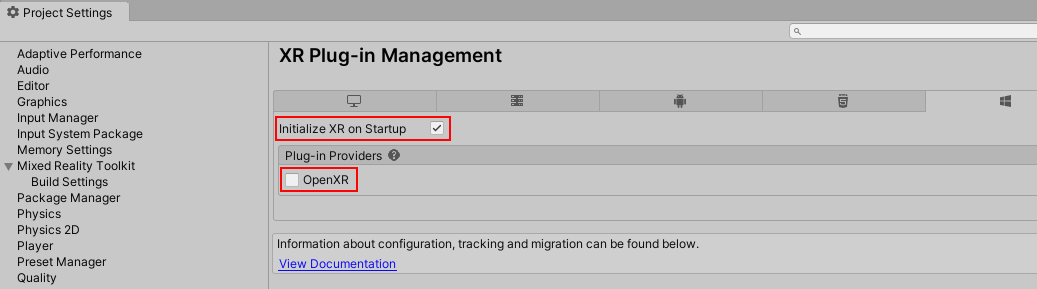 Project Settings
XR Plug-in Management
Adaptive Performance
Audio
Editor
Graphics
Input Manager
Input System Package
Memory Settings
Mixed Reality Toolkit
Build Settings
Package Manager
Physics
Physics 2D
Player
Preset Manager
Quality
Initialize XR on Startup
Plug-in Providers
OpenXR
Information about configuration, tracking and migration can be found below.
View Documentation